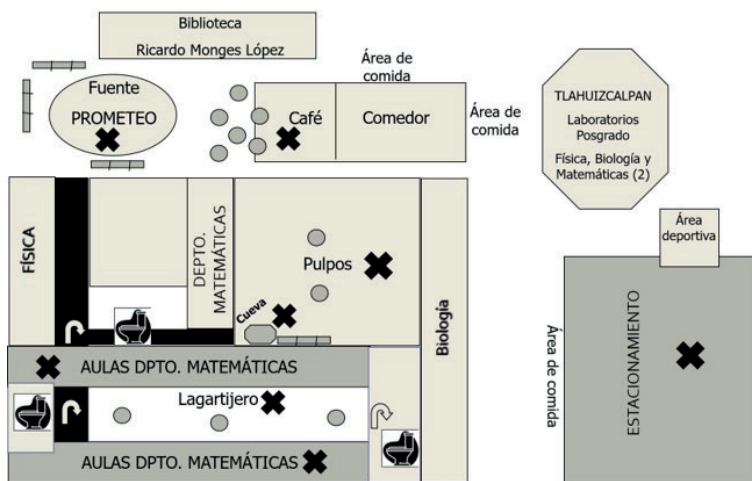 Biblioteca
Ricardo Monges López
Área de
comida
Fuente
PROMETEO
Café
Comedor
Área
de comida
TLAHUIZCALPAN
Laboratorios
Posgrado
Física, Biología y
Matemáticas (2)
Área
deportiva
FÍSICA
DEPTO.
MATEMÁTICAS
Pulpos
Cueva
Biología
AULAS DPTO. MATEMÁTICAS
Lagartijero
AULAS DPTO. MATEMÁTICAS
Área de comida
ESTACIONAMIENTO